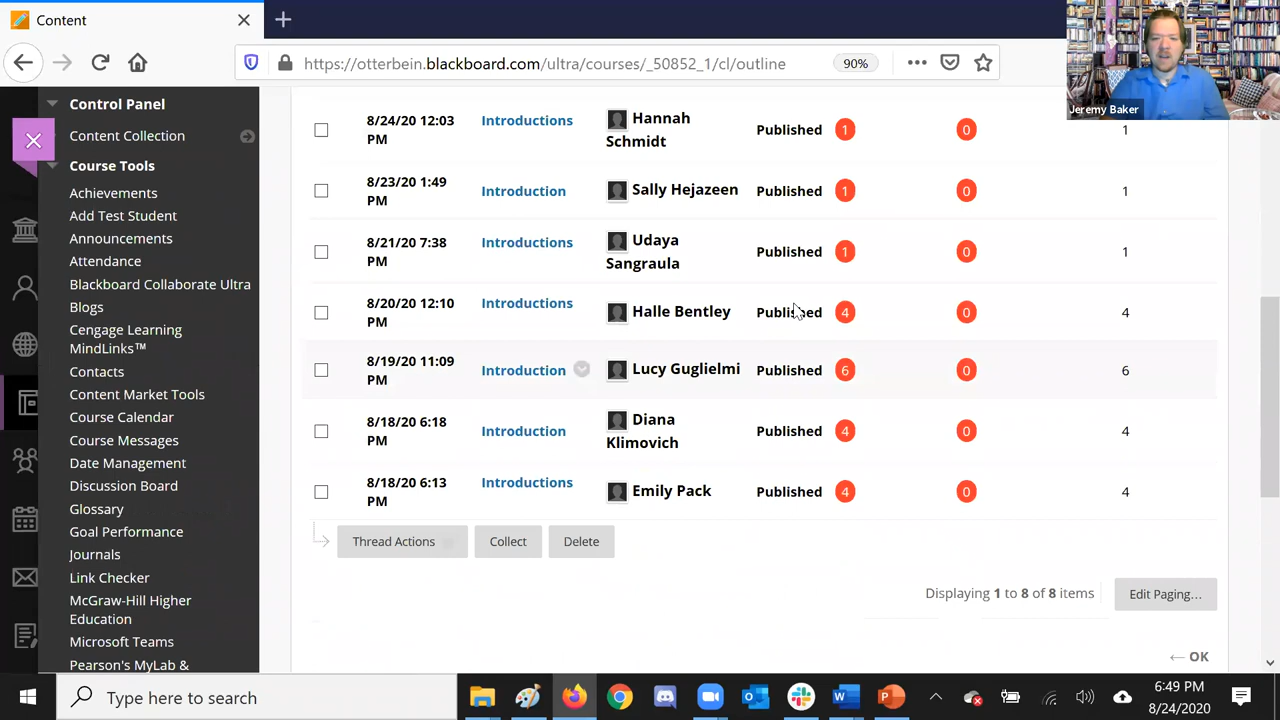 Content
https://otterbein.blackboard.com/ultra/courses/_50852_1/cl/outline
90%
Jeremy Baker
Control Panel
Content Collection
Course Tools
Achievements
Add Test Student
Announcements
Attendance
Blackboard Collaborate Ultra
Blogs
Cengage Learning
MindLinks™
Contacts
Content Market Tools
Course Calendar
Course Messages
Date Management
Discussion Board
Glossary
Goal Performance
Journals
Link Checker
McGraw-Hill Higher
Education
Microsoft Teams
Pearson's MyLab &
8/24/20 12:03
PM
Introductions
Hannah
Schmidt
Published
1
0
1
8/23/20 1:49
PM
Introduction
Sally Hejazeen
Published
1
0
1
8/21/20 7:38
PM
Introductions
Udaya
Sangraula
Published
1
0
1
8/20/20 12:10
PM
Introductions
Halle Bentley
Published
4
0
4
8/19/20 11:09
PM
Introduction
Lucy Guglielmi
Published
6
0
6
8/18/20 6:18
PM
Introduction
Diana
Klimovich
Published
4
0
4
8/18/20 6:13
PM
Introductions
Emily Pack
Published
4
0
4
Thread Actions
Collect
Delete
Displaying 1 to 8 of 8 items
Edit Paging...
← OK
Type here to search
6:49 PM
8/24/2020